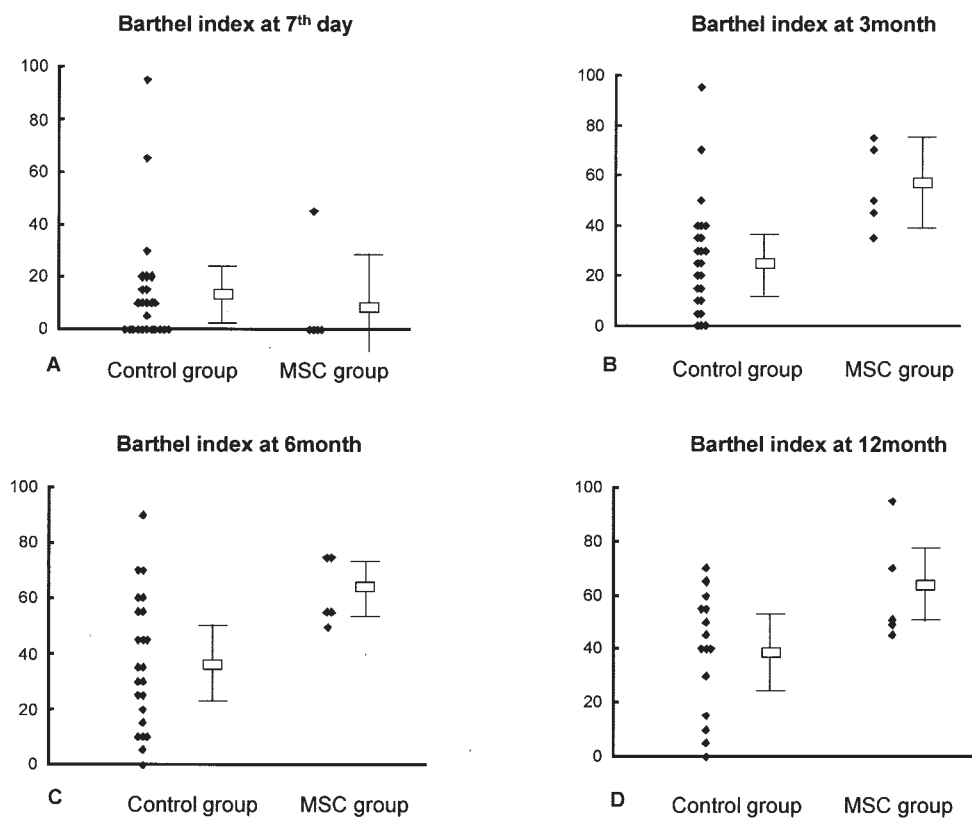 Barthel index at 7th day
100
80
60
40
20
0
A
Control group
MSC group
Barthel index at 3month
100
80
60
40
20
0
B
Control group
MSC group
Barthel index at 6month
100
80
60
40
20
0
C
Control group
MSC group
Barthel index at 12month
100
80
60
40
20
0
D
Control group
MSC group